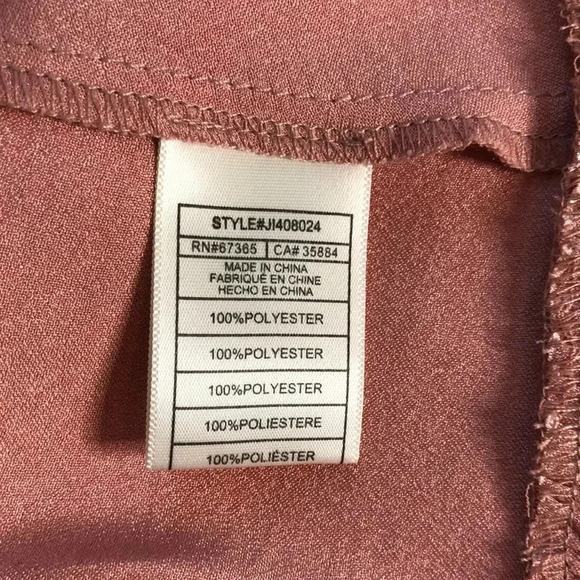 STYLE#JI408024
RN#67365 CA# 35884
MADE IN CHINA
FABRIQUÉ EN CHINE
HECHO EN CHINA
100%POLYESTER
100%POLYESTER
100%POLYESTER
100%POLIESTERE
100%POLIÉSTER